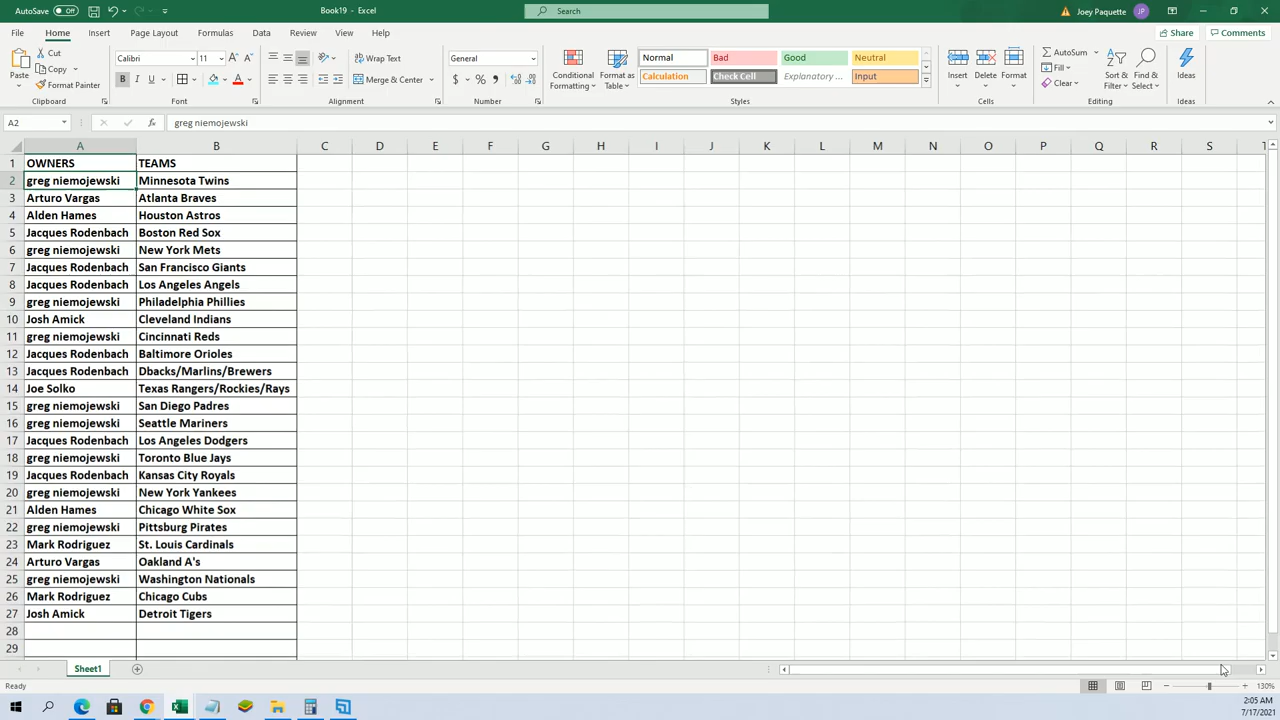 AutoSave Off Book19 - Excel Search Joey Paquette JP
File Home Insert Page Layout Formulas Data Review View Help Share Comments
Paste Cut Copy Format Painter Clipboard
Calibri 11 A A B I U A Font
Wrap Text Merge & Center Alignment
General $ % Number
Conditional Formatting Format as Table Normal Bad Good Neutral Calculation Check Cell Explanatory ... Input Styles
Insert Delete Format Cells
AutoSum Fill Clear Sort & Filter Find & Select Editing
Ideas Ideas
A2 fx greg niemojewski
A B C D E F G H I J K L M N O P Q R S T
1 OWNERS TEAMS
2 greg niemojewski Minnesota Twins
3 Arturo Vargas Atlanta Braves
4 Alden Hames Houston Astros
5 Jacques Rodenbach Boston Red Sox
6 greg niemojewski New York Mets
7 Jacques Rodenbach San Francisco Giants
8 Jacques Rodenbach Los Angeles Angels
9 greg niemojewski Philadelphia Phillies
10 Josh Amick Cleveland Indians
11 greg niemojewski Cincinnati Reds
12 Jacques Rodenbach Baltimore Orioles
13 Jacques Rodenbach Dbacks/Marlins/Brewers
14 Joe Solko Texas Rangers/Rockies/Rays
15 greg niemojewski San Diego Padres
16 greg niemojewski Seattle Mariners
17 Jacques Rodenbach Los Angeles Dodgers
18 greg niemojewski Toronto Blue Jays
19 Jacques Rodenbach Kansas City Royals
20 greg niemojewski New York Yankees
21 Alden Hames Chicago White Sox
22 greg niemojewski Pittsburg Pirates
23 Mark Rodriguez St. Louis Cardinals
24 Arturo Vargas Oakland A's
25 greg niemojewski Washington Nationals
26 Mark Rodriguez Chicago Cubs
27 Josh Amick Detroit Tigers
28
29
Sheet1
Ready 130%
2:05 AM
7/17/2021